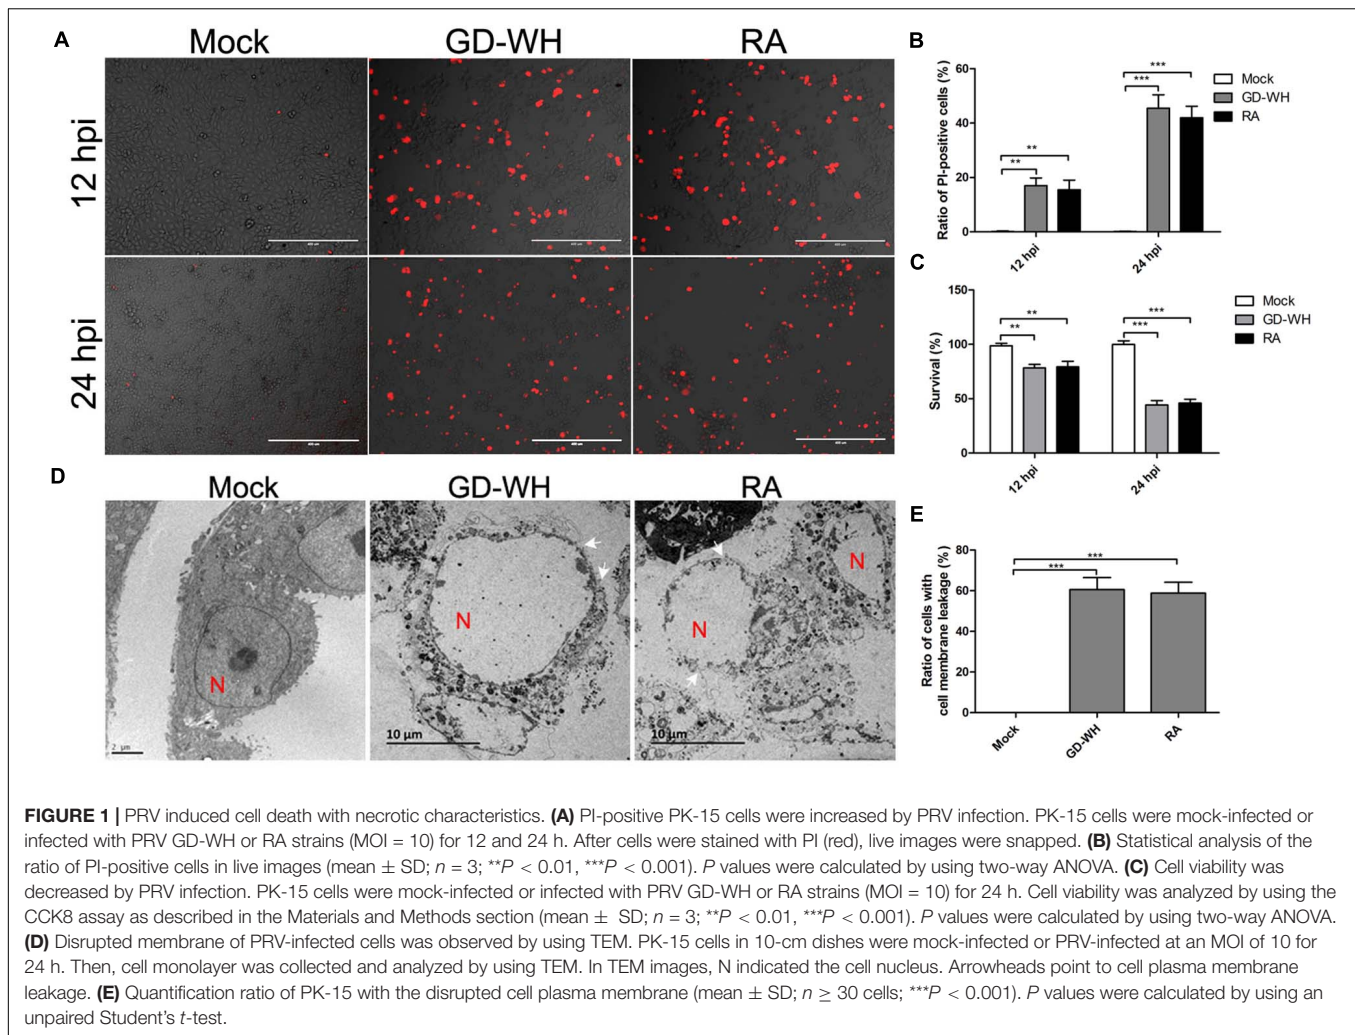 A
Mock
GD-WH
RA
12 hpi
24 hpi
B
Ratio of PI-positive cells (%)
60
40
20
0
**
**
***
***
12 hpi
24 hpi
Mock
GD-WH
RA
C
Survival (%)
150
100
50
0
**
**
***
***
12 hpi
24 hpi
Mock
GD-WH
RA
D
Mock
GD-WH
RA
N
2 μm
N
10 μm
N
N
10 μm
E
Ratio of cells with
cell membrane leakage(%)
80
60
40
20
0
***
***
Mock
GD-WH
RA
FIGURE 1 | PRV induced cell death with necrotic characteristics. (A) PI-positive PK-15 cells were increased by PRV infection. PK-15 cells were mock-infected or
infected with PRV GD-WH or RA strains (MOI = 10) for 12 and 24 h. After cells were stained with PI (red), live images were snapped. (B) Statistical analysis of the
ratio of PI-positive cells in live images (mean ± SD; n = 3; **P < 0.01, ***P < 0.001). P values were calculated by using two-way ANOVA. (C) Cell viability was
decreased by PRV infection. PK-15 cells were mock-infected or infected with PRV GD-WH or RA strains (MOI = 10) for 24 h. Cell viability was analyzed by using the
CCK8 assay as described in the Materials and Methods section (mean ± SD; n = 3; **P < 0.01, ***P < 0.001). P values were calculated by using two-way ANOVA.
(D) Disrupted membrane of PRV-infected cells was observed by using TEM. PK-15 cells in 10-cm dishes were mock-infected or PRV-infected at an MOI of 10 for
24 h. Then, cell monolayer was collected and analyzed by using TEM. In TEM images, N indicated the cell nucleus. Arrowheads point to cell plasma membrane
leakage. (E) Quantification ratio of PK-15 with the disrupted cell plasma membrane (mean ± SD; n ≥ 30 cells; ***P < 0.001). P values were calculated by using an
unpaired Student's t-test.